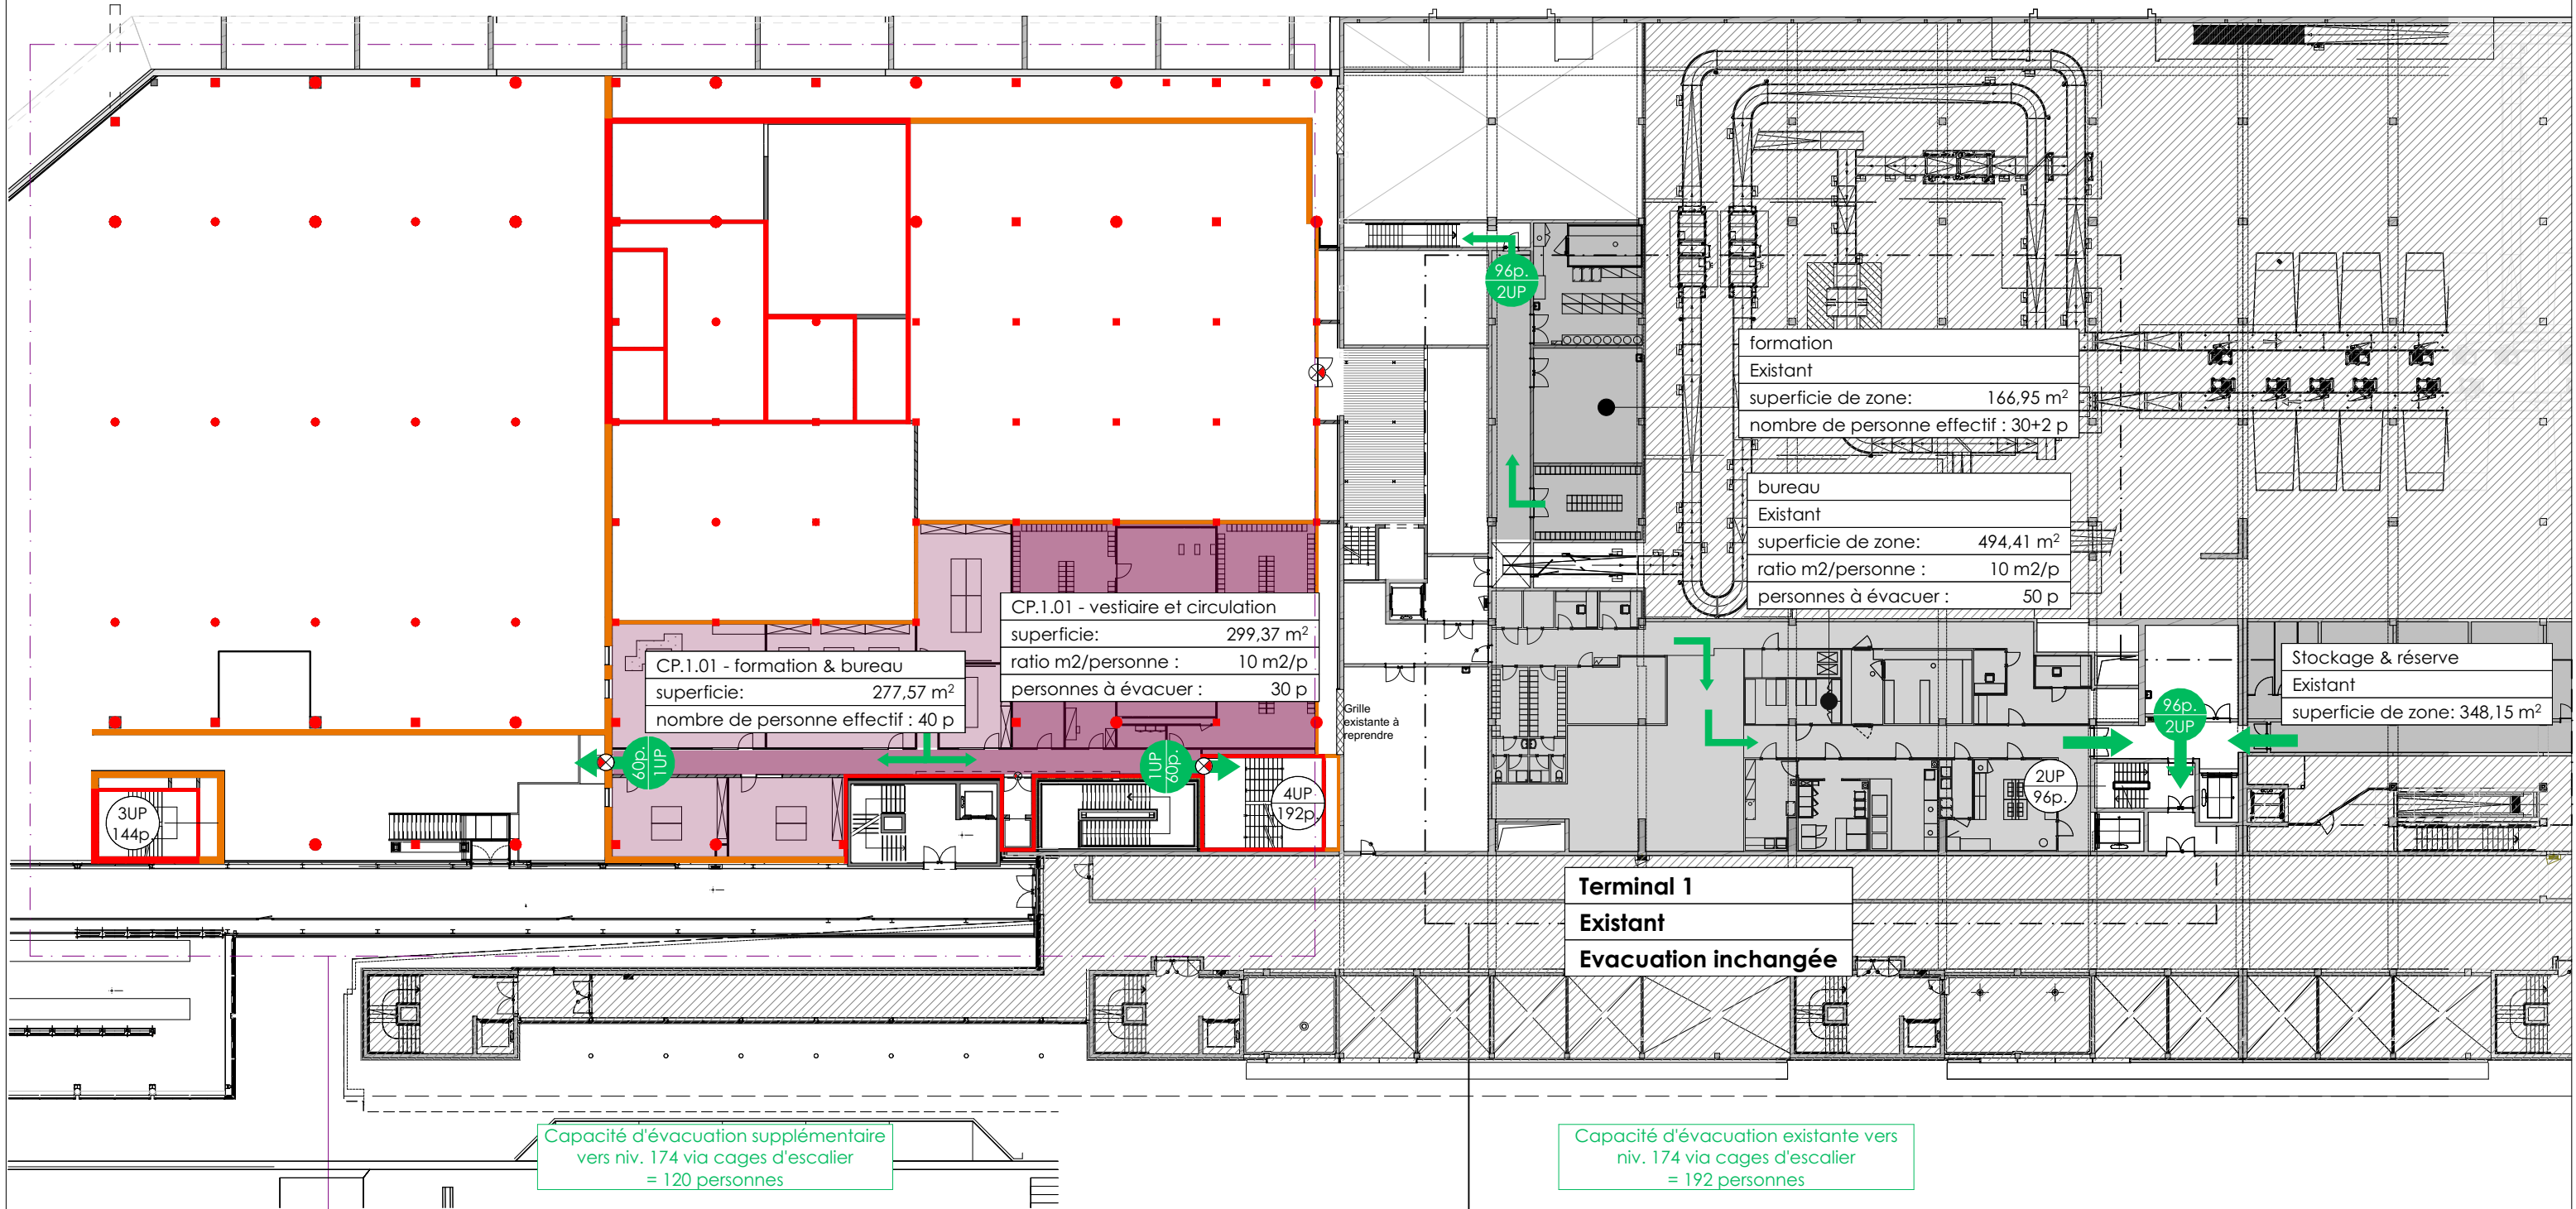 96p.
2UP
formation
Existant
superficie de zone: 166,95 m²
nombre de personne effectif : 30+2 p
bureau
Existant
superficie de zone: 494,41 m²
ratio m2/personne : 10 m2/p
personnes à évacuer : 50 p
CP.1.01 - vestiaire et circulation
superficie: 299,37 m²
ratio m2/personne : 10 m2/p
personnes à évacuer : 30 p
CP.1.01 - formation & bureau
superficie: 277,57 m²
nombre de personne effectif : 40 p
Stockage & réserve
Existant
superficie de zone: 348,15 m²
Grille
existante à
reprendre
96p.
2UP
60p.
1UP
1UP
60p.
3UP
144p.
4UP
192p.
2UP
96p.
Terminal 1
Existant
Evacuation inchangée
Capacité d'évacuation supplémentaire
vers niv. 174 via cages d'escalier
= 120 personnes
Capacité d'évacuation existante vers
niv. 174 via cages d'escalier
= 192 personnes